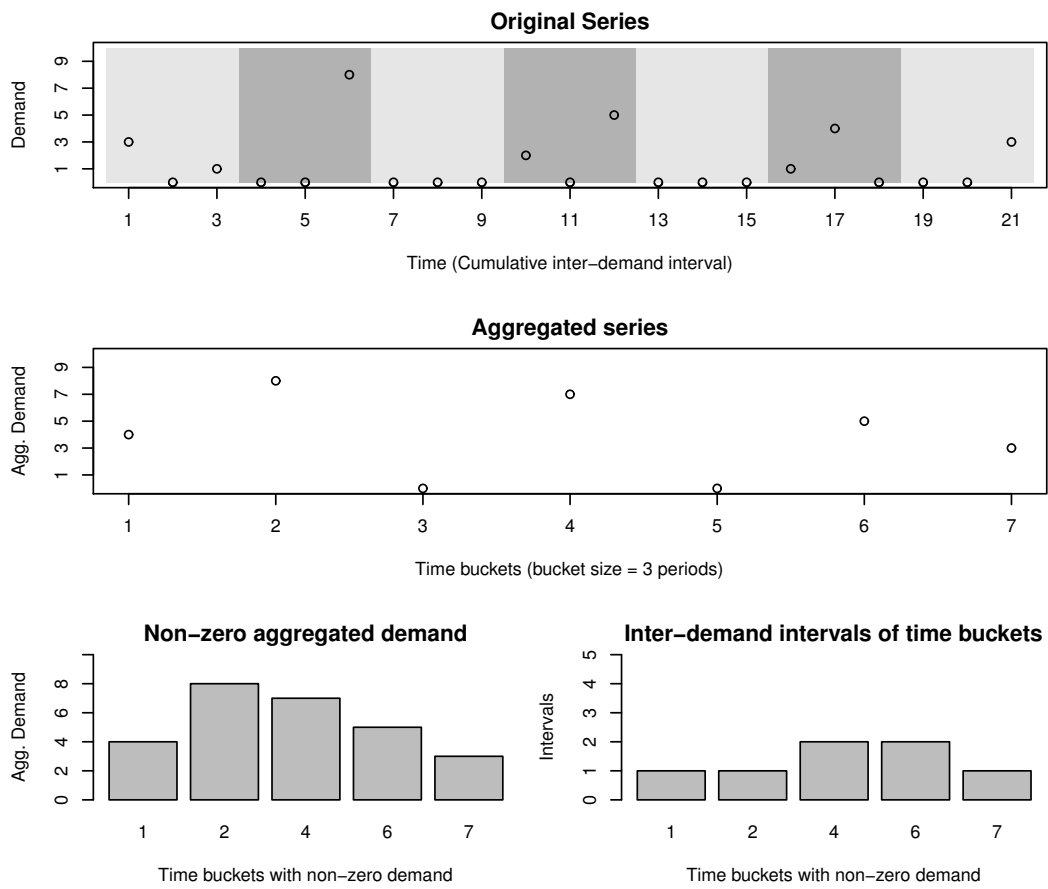 Original Series
Demand
9
7
5
3
1
1 3 5 7 9 11 13 15 17 19 21
Time (Cumulative inter−demand interval)
Aggregated series
Agg. Demand
9
7
5
3
1
1 2 3 4 5 6 7
Time buckets (bucket size = 3 periods)
Non−zero aggregated demand
Agg. Demand
8
6
4
2
0
1 2 4 6 7
Time buckets with non−zero demand
Inter−demand intervals of time buckets
Intervals
5
4
3
2
1
0
1 2 4 6 7
Time buckets with non−zero demand